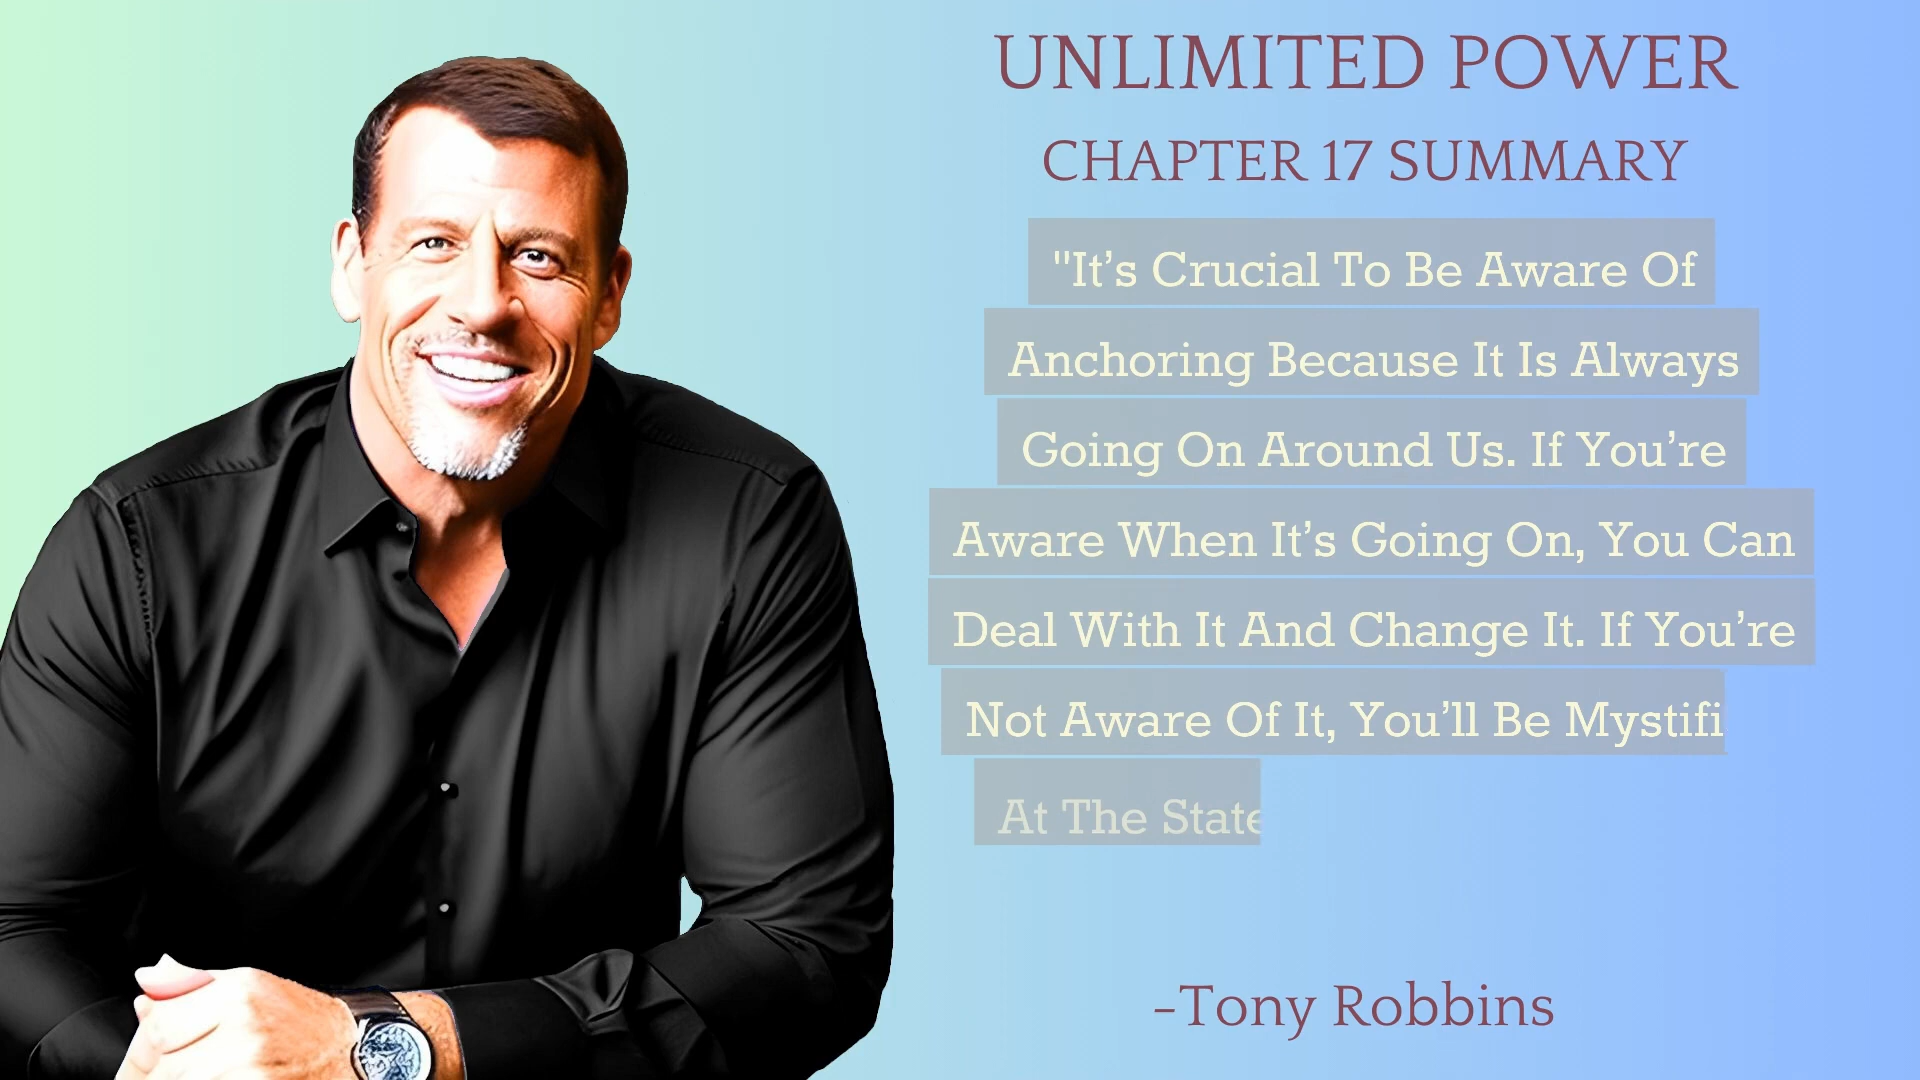 UNLIMITED POWER
CHAPTER 17 SUMMARY
"It’s Crucial To Be Aware Of
Anchoring Because It Is Always
Going On Around Us. If You’re
Aware When It’s Going On, You Can
Deal With It And Change It. If You’re
Not Aware Of It, You’ll Be Mystifi
At The State
-Tony Robbins